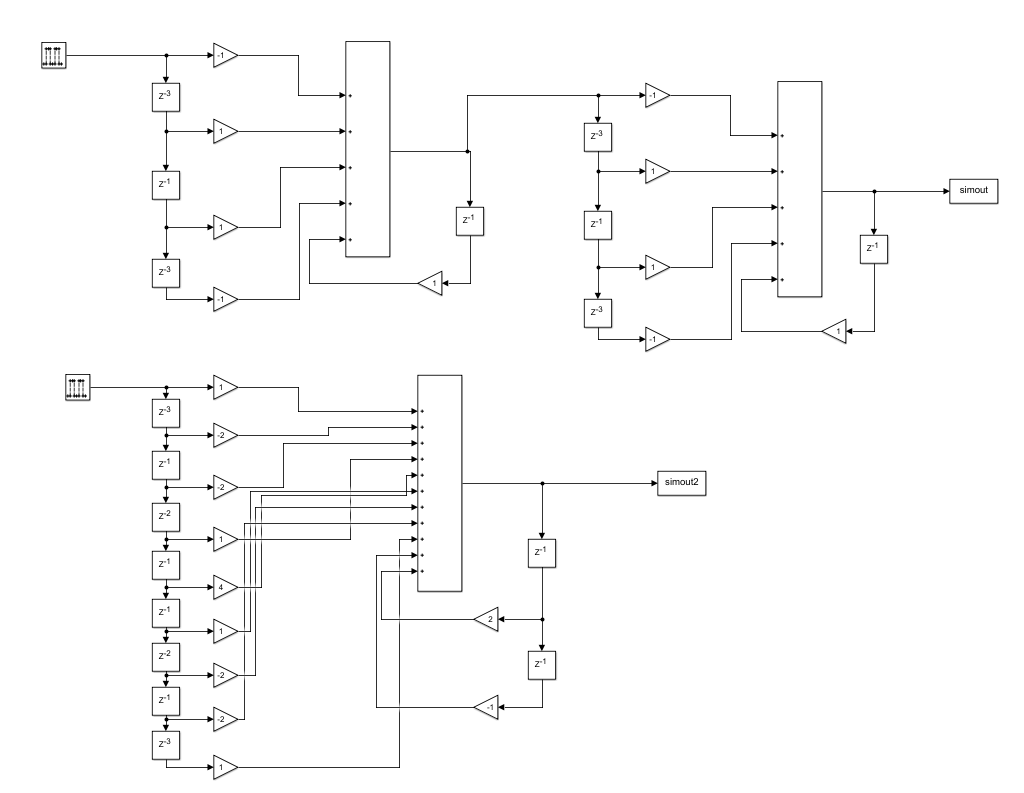 -1
Z-3
1
Z-1
1
Z-3
-1
+
+
+
+
+
Z-1
1
-1
Z-3
1
Z-1
1
Z-3
-1
+
+
+
+
+
simout
Z-1
1
1
Z-3
-2
Z-1
-2
Z-2
1
Z-1
4
Z-1
1
Z-2
-2
Z-1
-2
Z-3
1
+
+
+
+
+
+
+
+
+
+
+
simout2
Z-1
2
Z-1
-1